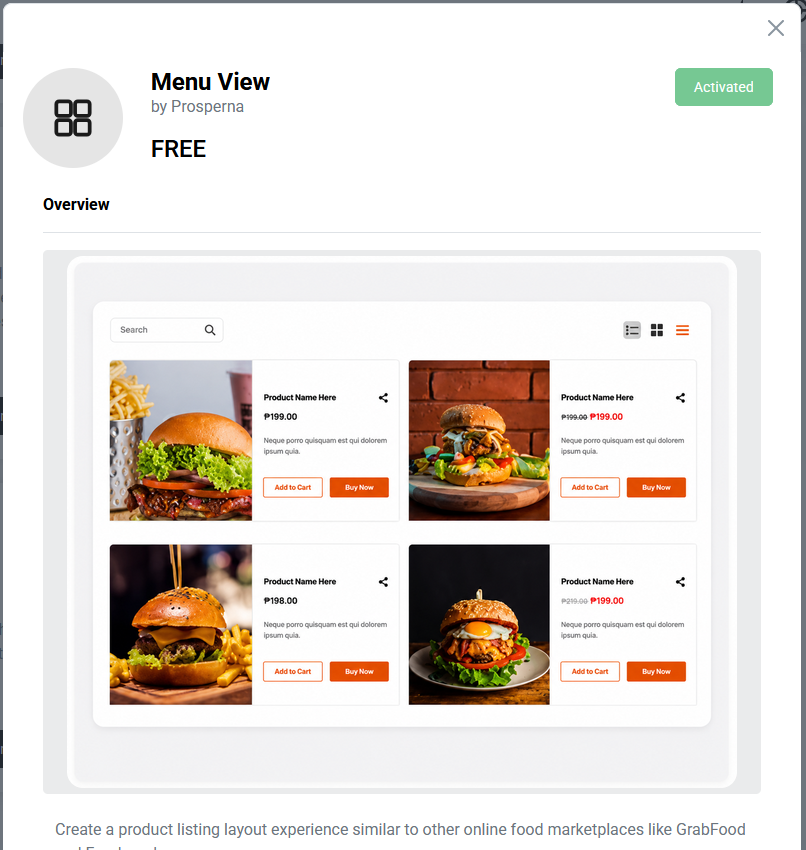 Menu View
by Prosperna
Activated
FREE
Overview
Search
Product Name Here
₱199.00
Neque porro quisquam est qui dolorem
ipsum quia.
Add to Cart Buy Now
Product Name Here
₱199.00 ₱199.00
Neque porro quisquam est qui dolorem
ipsum quia.
Add to Cart Buy Now
Product Name Here
₱198.00
Neque porro quisquam est qui dolorem
ipsum quia.
Add to Cart Buy Now
Product Name Here
₱219.00 ₱199.00
Neque porro quisquam est qui dolorem
ipsum quia.
Add to Cart Buy Now
Create a product listing layout experience similar to other online food marketplaces like GrabFood